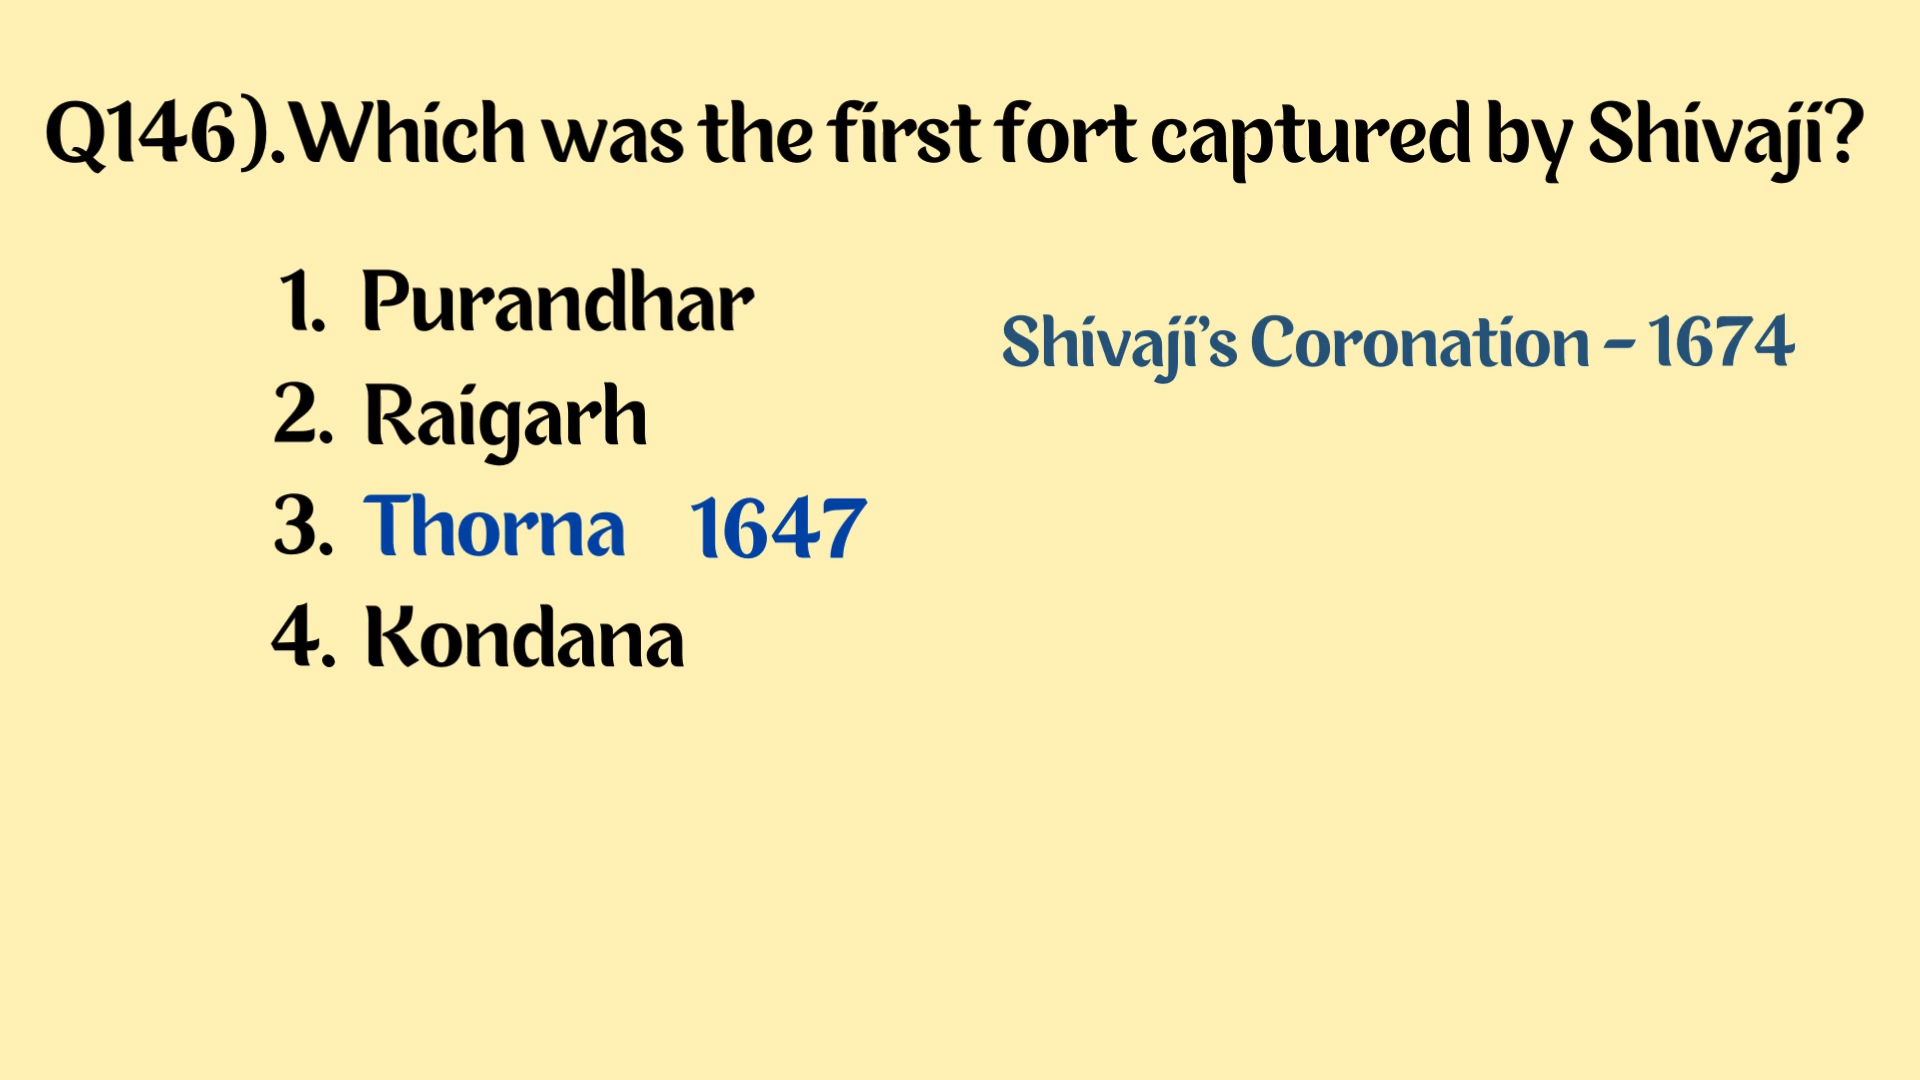 Q146).Which was the first fort captured by Shivaji?
1. Purandhar
Shivaji's Coronation - 1674
2. Raigarh
3. Thorna 1647
4. Kondana